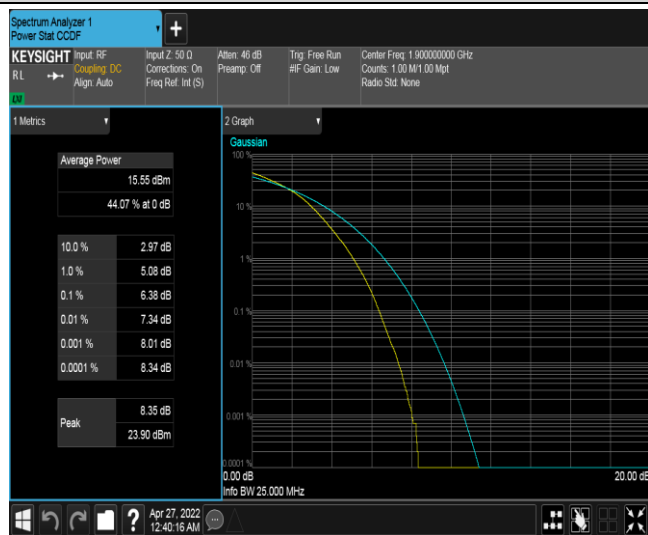 Spectrum Analyzer 1
Power Stat CCDF
+
KEYSIGHT
RL
Input: RF
Coupling: DC
Align: Auto
Input Z: 50 Ω
Corrections: On
Freq Ref: Int (S)
Atten: 46 dB
Preamp: Off
Trig: Free Run
#IF Gain: Low
Center Freq: 1.900000000 GHz
Counts: 1.00 M/1.00 Mpt
Radio Std: None
1 Metrics
Average Power
15.55 dBm
44.07 % at 0 dB
10.0 % 2.97 dB
1.0 % 5.08 dB
0.1 % 6.38 dB
0.01 % 7.34 dB
0.001 % 8.01 dB
0.0001 % 8.34 dB
Peak
8.35 dB
23.90 dBm
2 Graph
Gaussian
100 %
10 %
1 %
0.1 %
0.01 %
0.001 %
0.0001 %
0.00 dB
20.00 dB
Info BW 25.000 MHz
?
Apr 27, 2022
12:40:16 AM